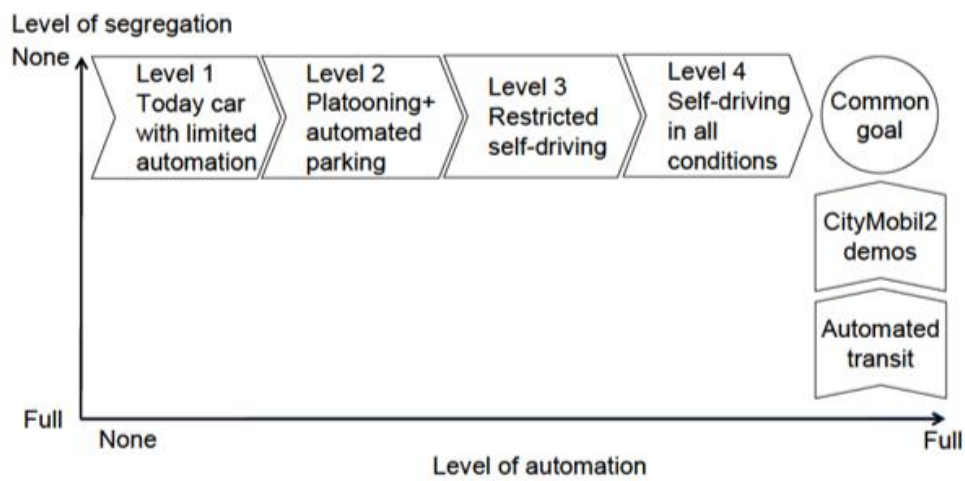 Level of segregation
None
Level 1
Today car
with limited
automation
Level 2
Platooning+
automated
parking
Level 3
Restricted
self-driving
Level 4
Self-driving
in all
conditions
Common
goal
CityMobil2
demos
Automated
transit
Full
None
Full
Level of automation